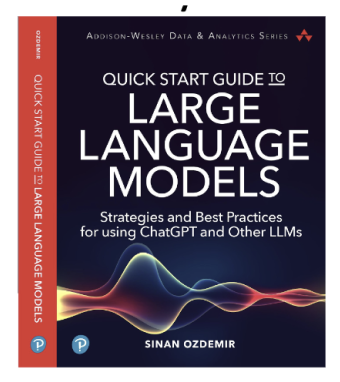 ,
OZDEMIR
QUICK START GUIDE TO LARGE LANGUAGE MODELS
ADDISON-WESLEY DATA & ANALYTICS SERIES
QUICK START GUIDE TO
LARGE
LANGUAGE
MODELS
Strategies and Best Practices
for using ChatGPT and Other LLMs
SINAN OZDEMIR
P
P